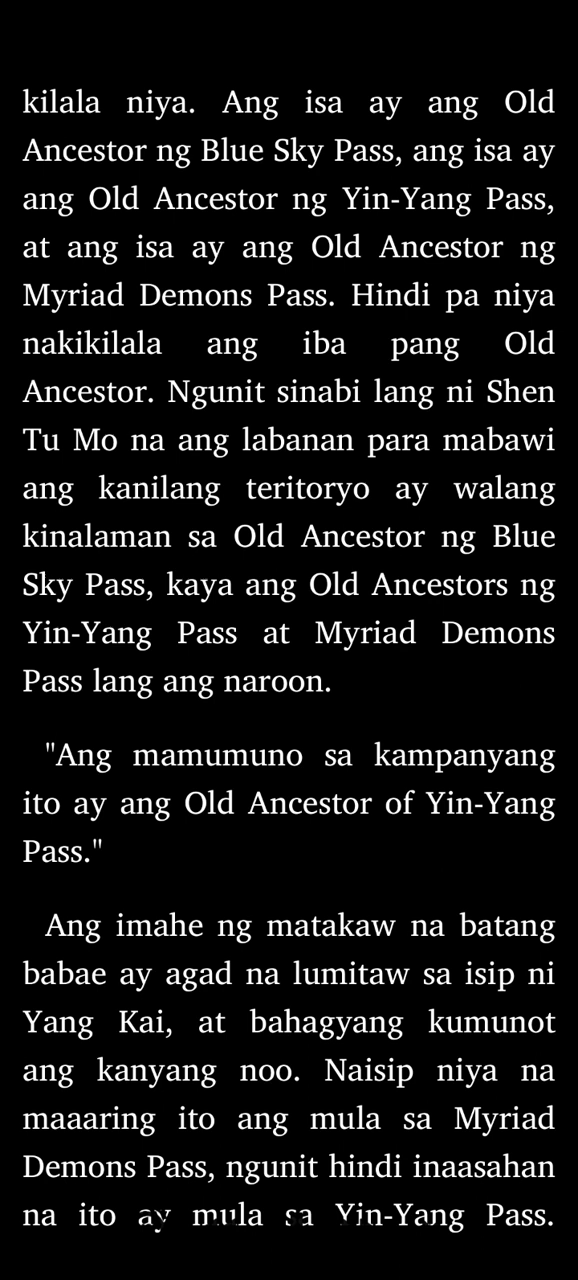 kilala niya. Ang isa ay ang Old
Ancestor ng Blue Sky Pass, ang isa ay
ang Old Ancestor ng Yin-Yang Pass,
at ang isa ay ang Old Ancestor ng
Myriad Demons Pass. Hindi pa niya
nakikilala ang iba pang Old
Ancestor. Ngunit sinabi lang ni Shen
Tu Mo na ang labanan para mabawi
ang kanilang teritoryo ay walang
kinalaman sa Old Ancestor ng Blue
Sky Pass, kaya ang Old Ancestors ng
Yin-Yang Pass at Myriad Demons
Pass lang ang naroon.
"Ang mamumuno sa kampanyang
ito ay ang Old Ancestor of Yin-Yang
Pass."
Ang imahe ng matakaw na batang
babae ay agad na lumitaw sa isip ni
Yang Kai, at bahagyang kumunot
ang kanyang noo. Naisip niya na
maaaring ito ang mula sa Myriad
Demons Pass, ngunit hindi inaasahan
na ito ay mula sa Yin-Yang Pass.